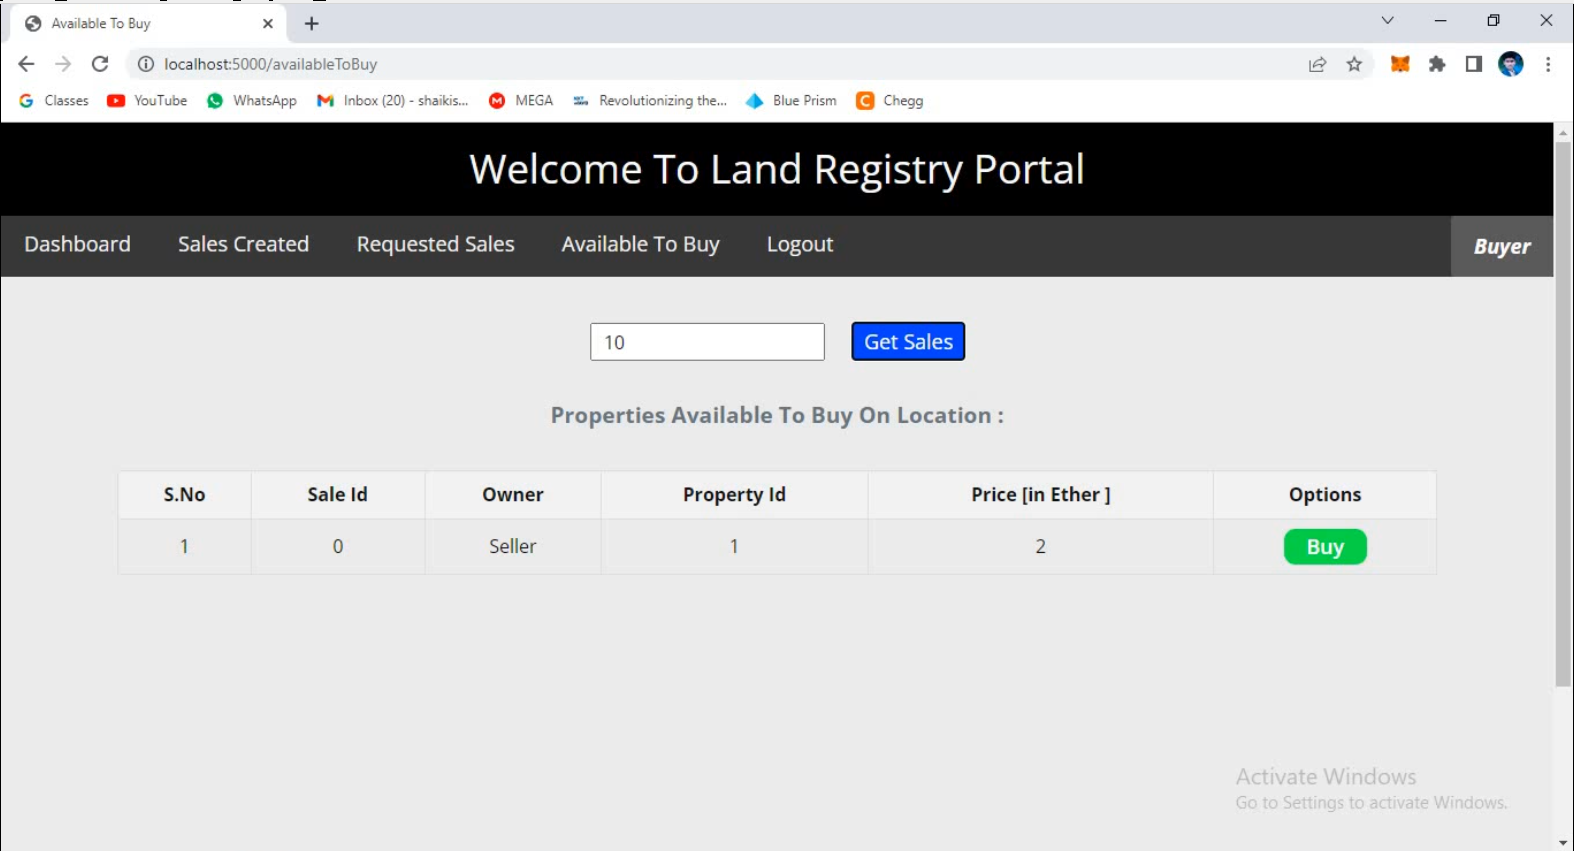 Available To Buy
localhost:5000/availableToBuy
Classes YouTube WhatsApp Inbox (20) - shaikis... MEGA Revolutionizing the... Blue Prism Chegg
Welcome To Land Registry Portal
Dashboard Sales Created Requested Sales Available To Buy Logout Buyer
10 Get Sales
Properties Available To Buy On Location :
S.No Sale Id Owner Property Id Price [in Ether ] Options
1 0 Seller 1 2 Buy
Activate Windows
Go to Settings to activate Windows.